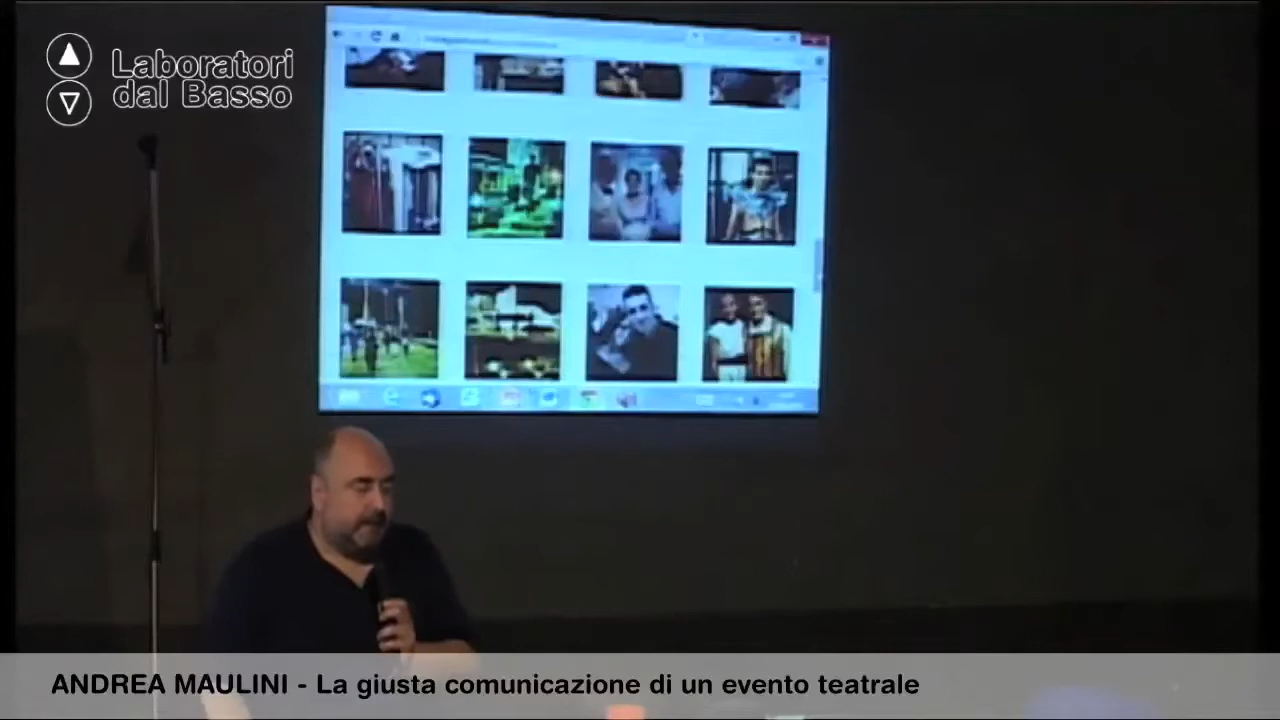 Laboratori
dal Basso
ANDREA MAULINI - La giusta comunicazione di un evento teatrale